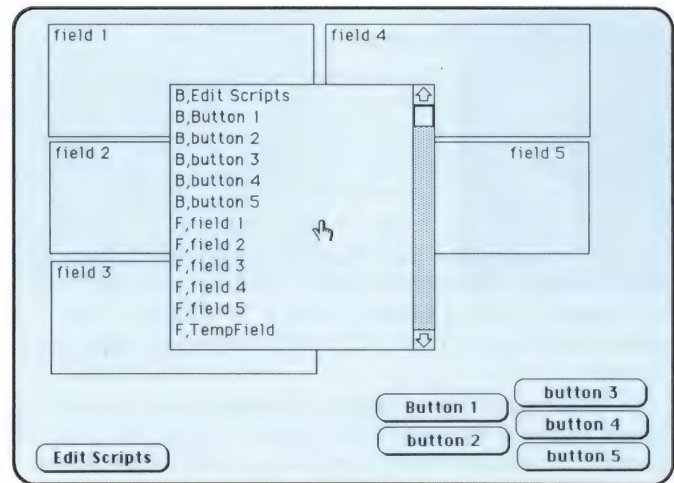 field 1
field 4
B,Edit Scripts
B,Button 1
B,button 2
B,button 3
B,button 4
B,button 5
F,field 1
F,field 2
F,field 3
F,field 4
F,field 5
F,TempField
field 2
field 5
field 3
Button 1
button 2
button 3
button 4
button 5
Edit Scripts